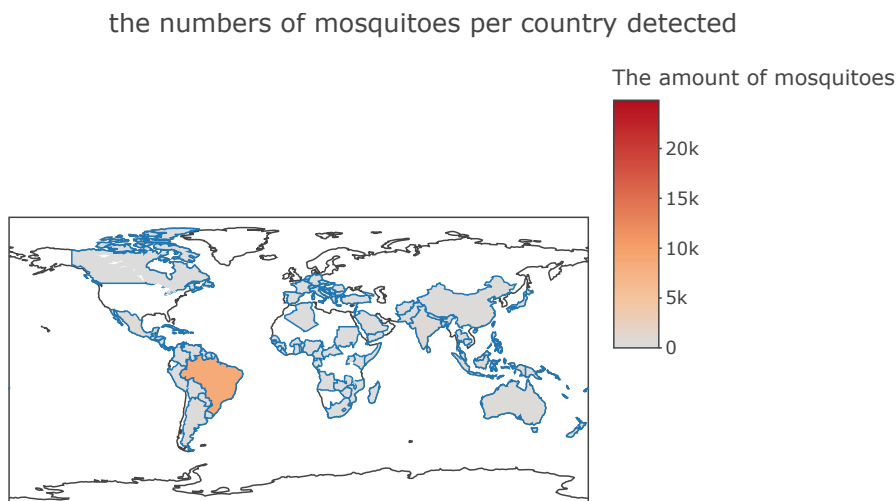 the numbers of mosquitoes per country detected
The amount of mosquitoes
20k
15k
10k
5k
0